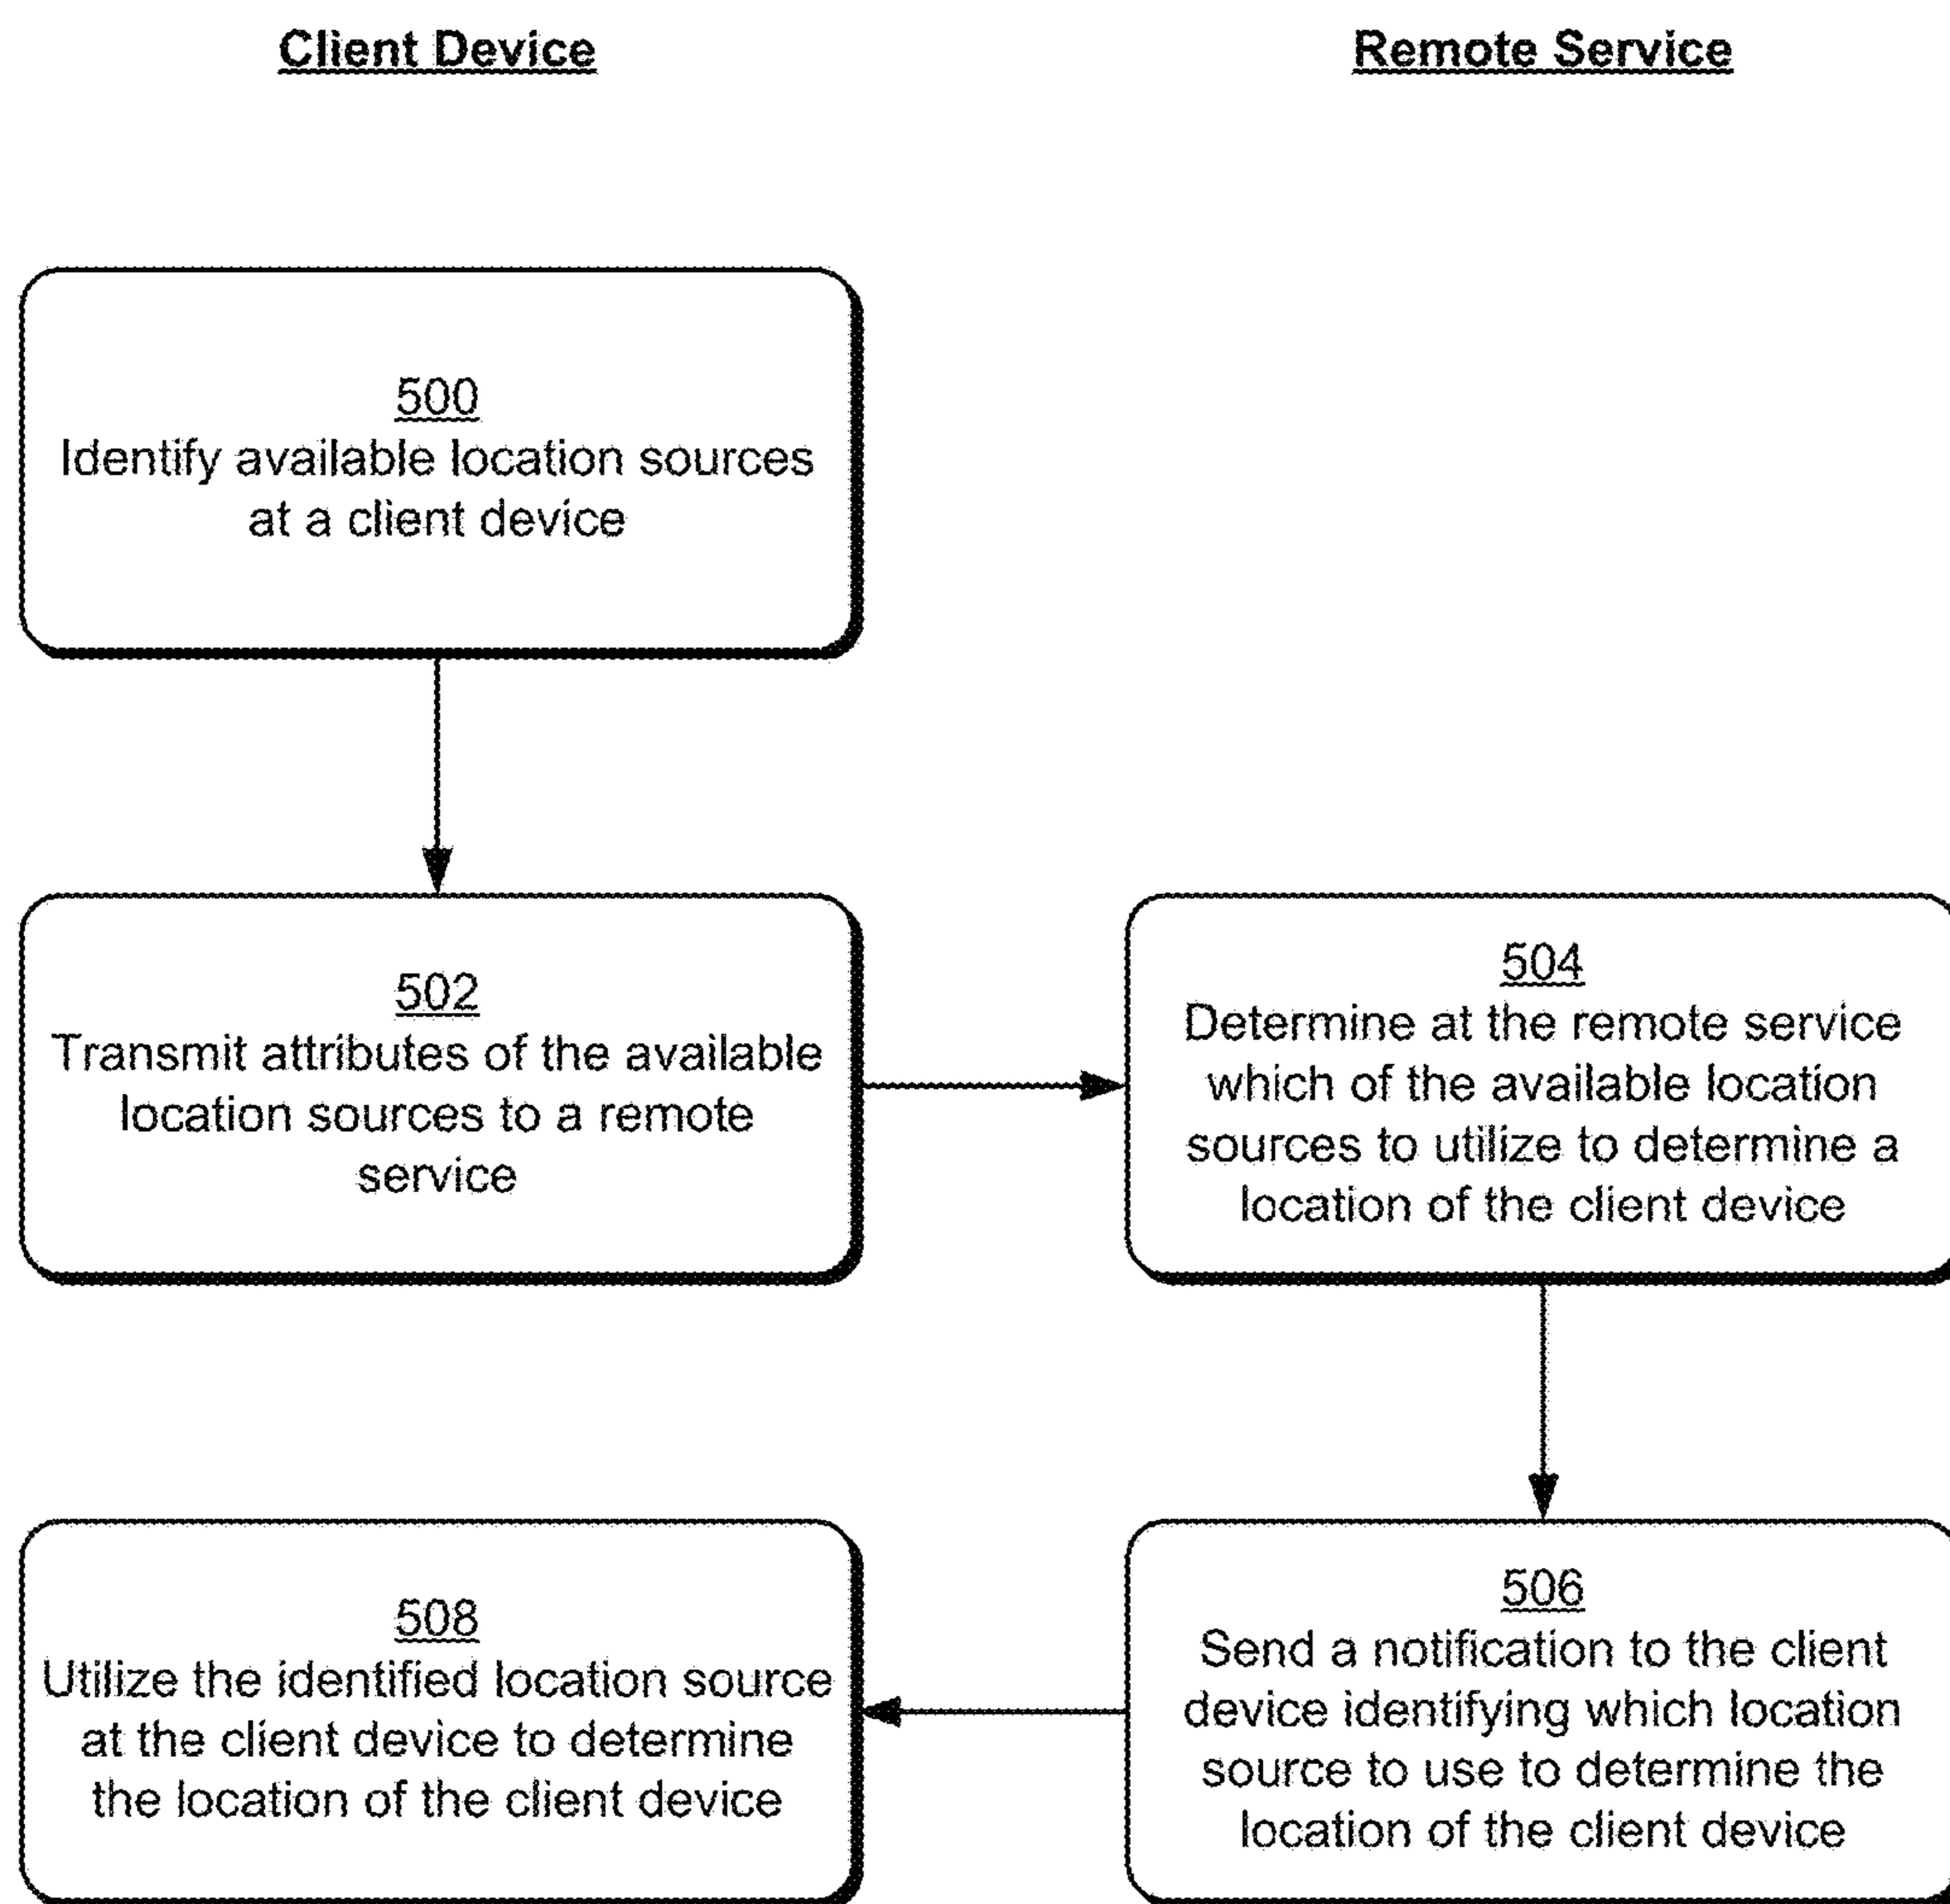 Client Device
Remote Service
500
Identify available location sources
at a client device
502
Transmit attributes of the available
location sources to a remote
service
504
Determine at the remote service
which of the available location
sources to utilize to determine a
location of the client device
506
Send a notification to the client
device identifying which location
source to use to determine the
location of the client device
508
Utilize the identified location source
at the client device to determine
the location of the client device